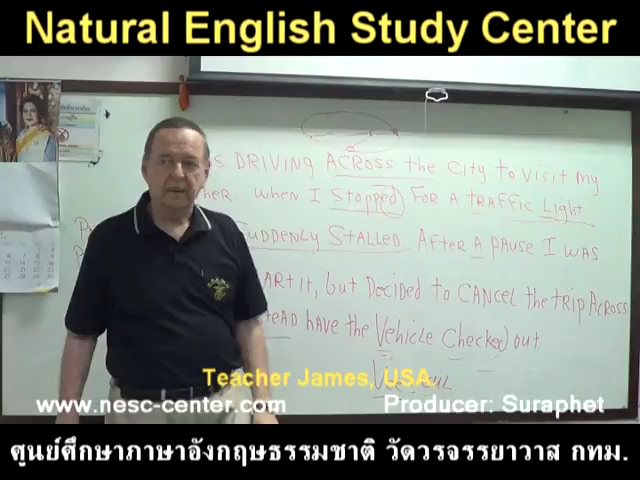 Natural English Study Center
S DRIVING ACROSS the City to Visit My
her. When I Stopped FOR A tRAFFic Light
SUDDENLY StALLED AFteR A PAUSE I WAS
ARt it, but Decided to CANCEL the tRIP ACROSS
StEAD HAVE the Vehicle Checked out
Teacher James, USA
www.nesc-center.com
Producer: Suraphet
ศูนย์ศึกษาภาษาอังกฤษธรรมชาติ วัดวรจรรยาวาส กทม.